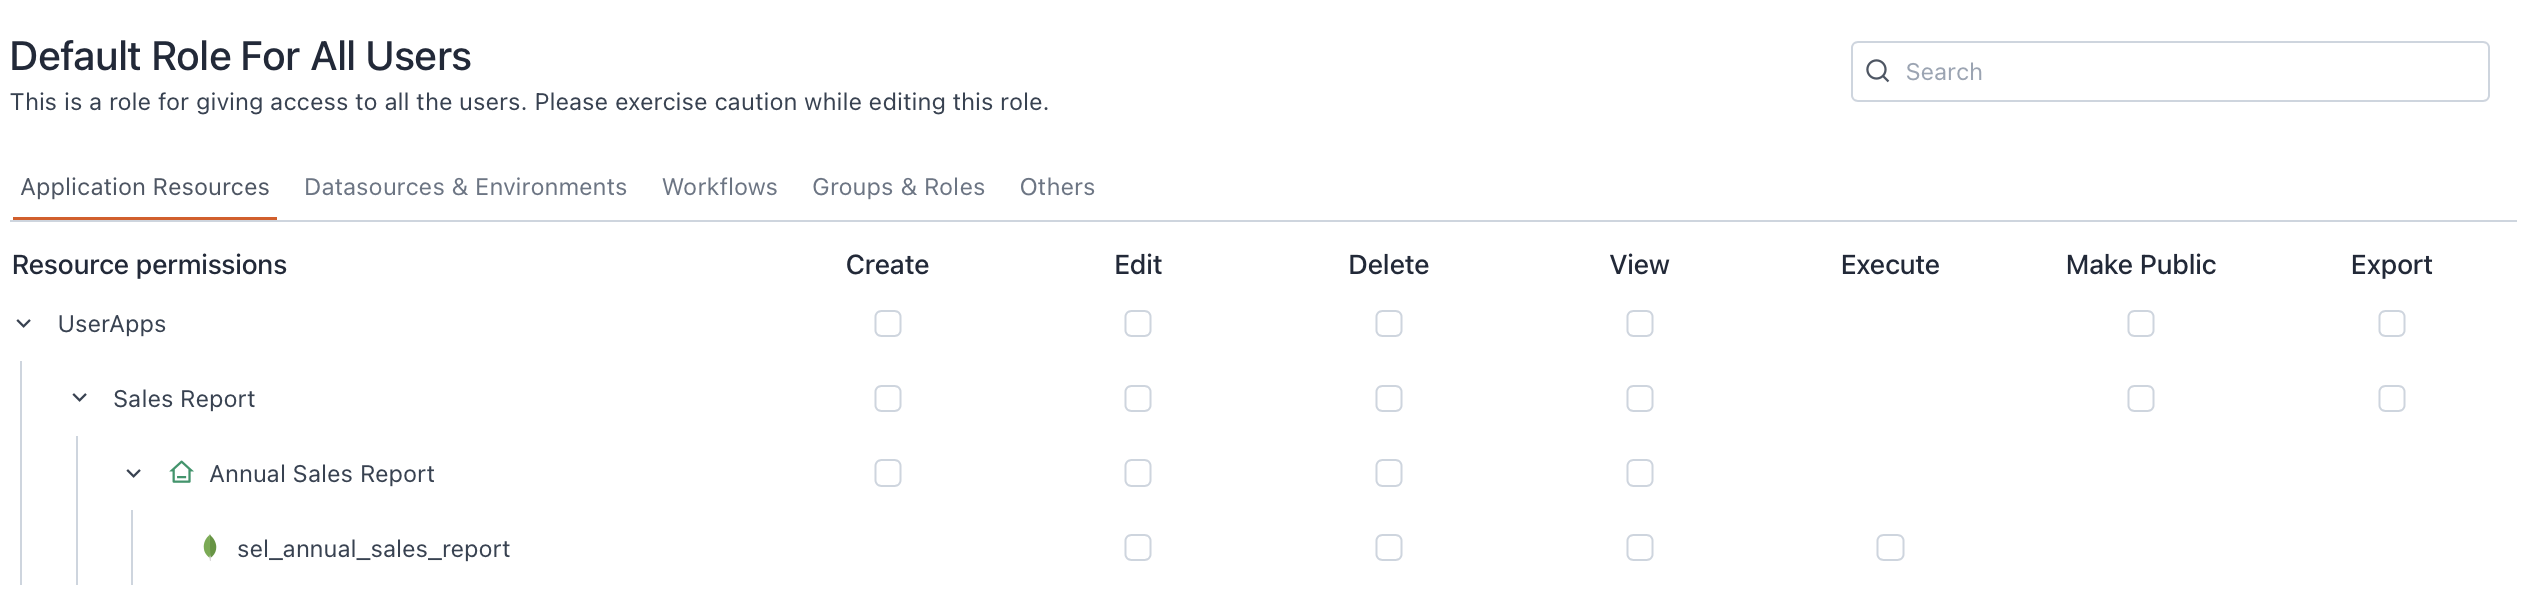 Default Role For All Users
Search
This is a role for giving access to all the users. Please exercise caution while editing this role.
Application Resources Datasources & Environments Workflows Groups & Roles Others
Resource permissions Create Edit Delete View Execute Make Public Export
UserApps
Sales Report
Annual Sales Report
sel_annual_sales_report